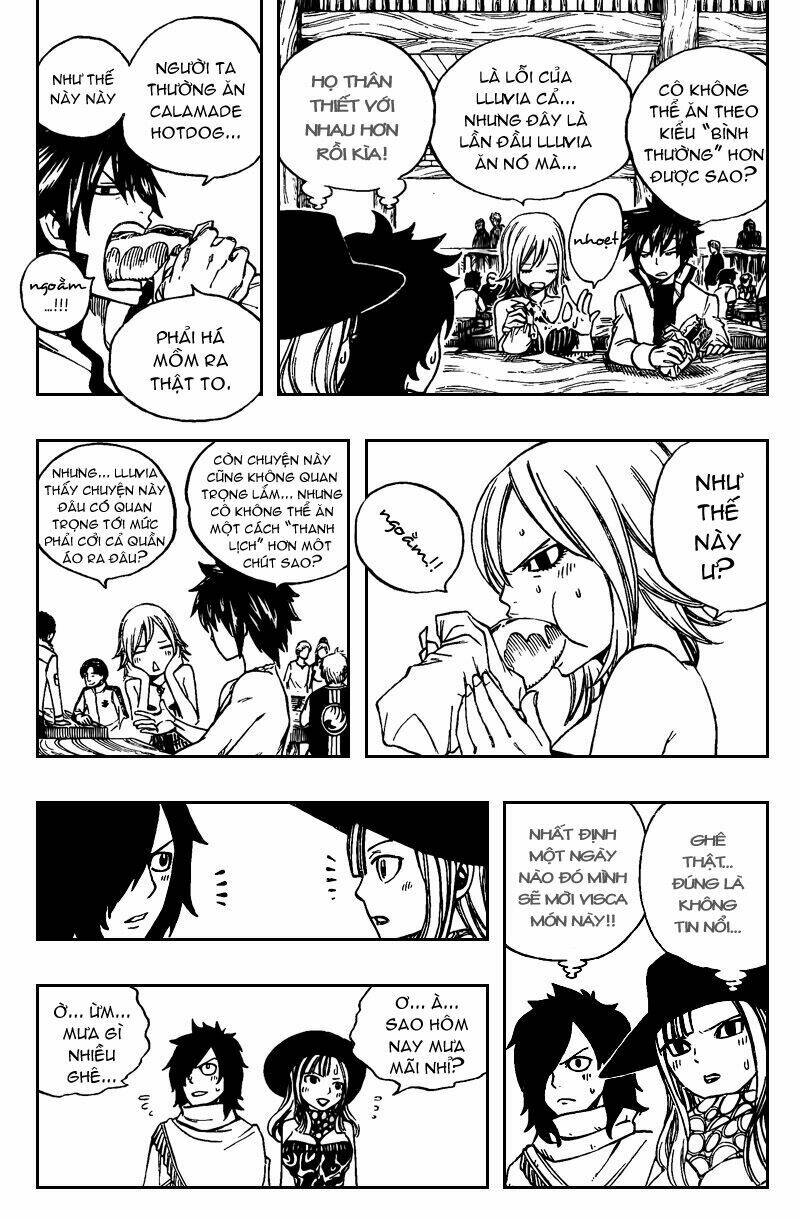 CÔ KHÔNG
THỂ ĂN THEO
KIỂU "BÌNH
THƯỜNG" HƠN
ĐƯỢC SAO?
LÀ LỖI CỦA
LLUVIA CẢ...
NHƯNG ĐÂY LÀ
LẦN ĐẦU LLUVIA
ĂN NÓ MÀ...
nhoẹt
HỌ THÂN
THIẾT VỚI
NHAU HƠN
RỒI KÌA!
NGƯỜI TA
THƯỜNG ĂN
CALAMADE
HOTDOG...
NHƯ THẾ
NÀY NÀY
ngoằm
...!!!
PHẢI HÁ
MỒM RA
THẬT TO.
NHƯ
THẾ
NÀY
Ư?
ngoằm!!
CÒN CHUYỆN NÀY
CŨNG KHÔNG QUAN
TRỌNG LẮM... NHƯNG
CÔ KHÔNG THỂ ĂN
MỘT CÁCH "THANH
LỊCH" HƠN MỘT
CHÚT SAO?
NHƯNG... LLUVIA
THẤY CHUYỆN NÀY
ĐÂU CÓ QUAN
TRỌNG TỚI MỨC
PHẢI CỞI CẢ QUẦN
ÁO RA ĐÂU?
GHÊ
THẬT...
ĐÚNG LÀ
KHÔNG
TIN NỔI...
NHẤT ĐỊNH
MỘT NGÀY
NÀO ĐÓ MÌNH
SẼ MỜI VISCA
MÓN NÀY!!
Ơ... À...
SAO HÔM
NAY MƯA
MÃI NHỈ?
Ờ... ỪM...
MƯA GÌ
NHIỀU
GHÊ...